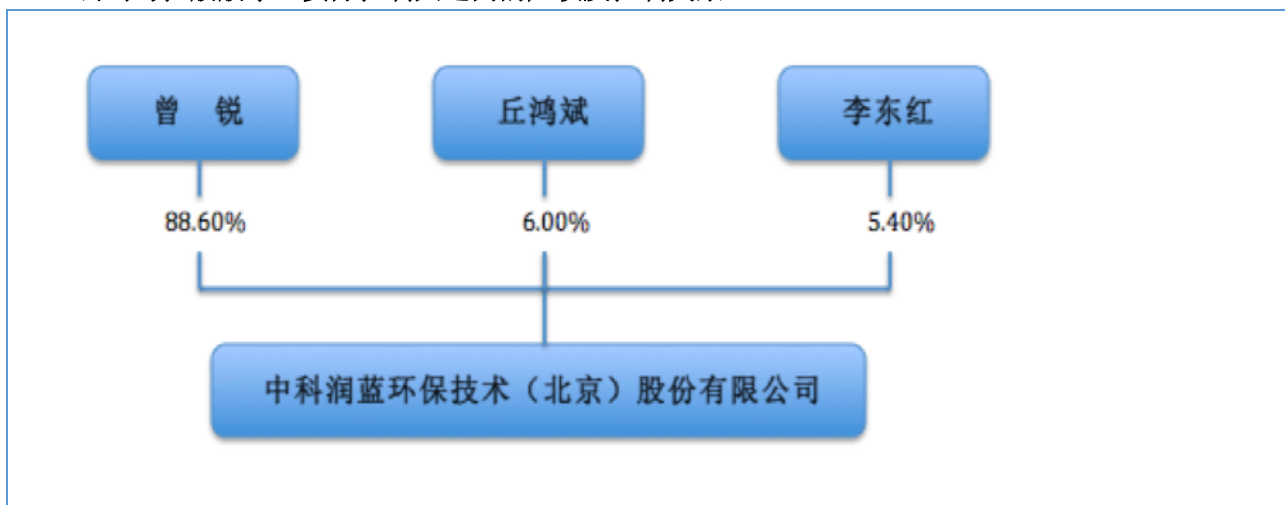 曾 锐
丘鸿斌
李东红
88.60%
6.00%
5.40%
中科润蓝环保技术（北京）股份有限公司